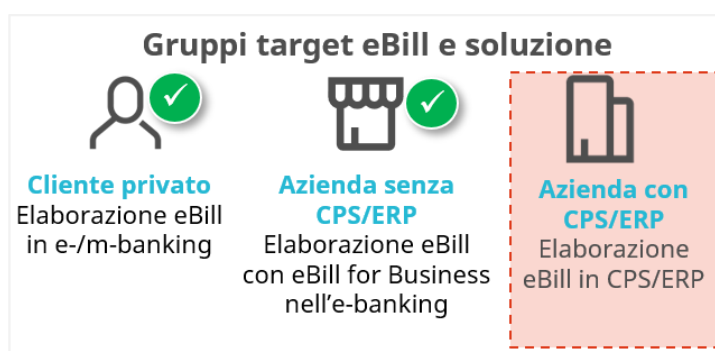 Gruppi target eBill e soluzione
Cliente privato
Elaborazione eBill
in e-/m-banking
Azienda senza
CPS/ERP
Elaborazione eBill
con eBill for Business
nell'e-banking
Azienda con
CPS/ERP
Elaborazione
eBill in CPS/ERP